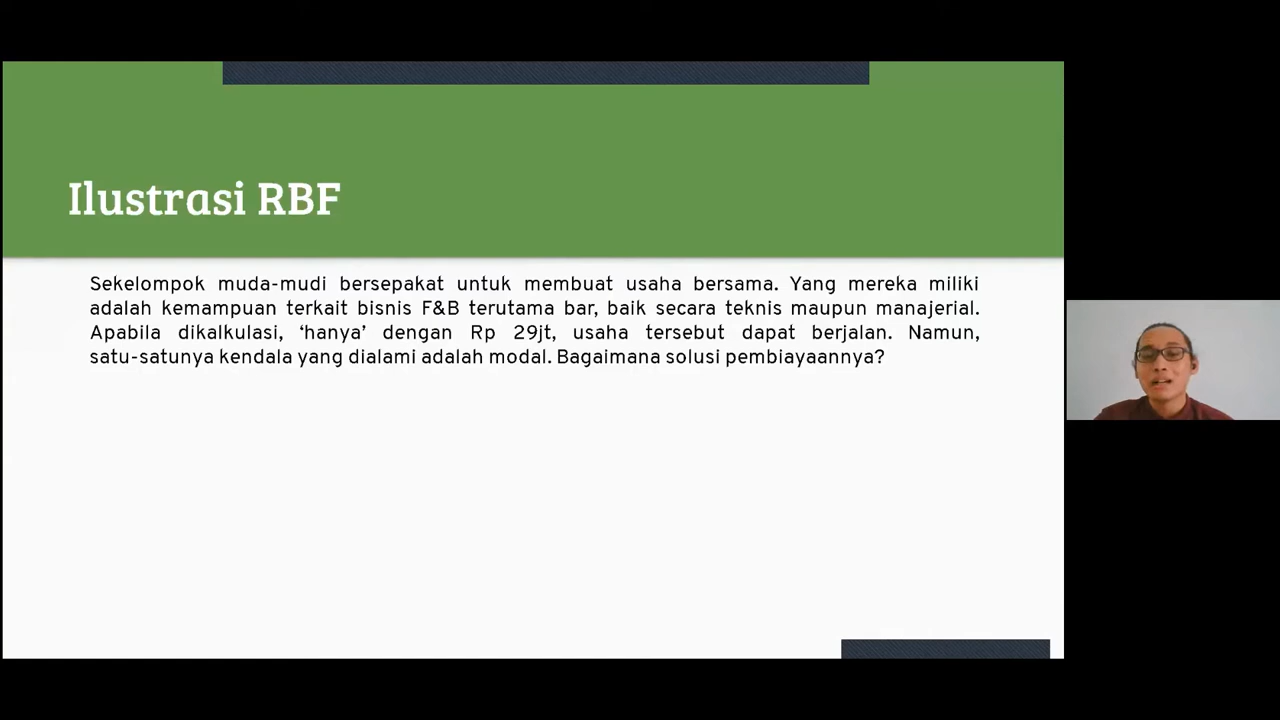 Ilustrasi RBF
Sekelompok muda-mudi bersepakat untuk membuat usaha bersama. Yang mereka miliki
adalah kemampuan terkait bisnis F&B terutama bar, baik secara teknis maupun manajerial.
Apabila dikalkulasi, ‘hanya’ dengan Rp 29jt, usaha tersebut dapat berjalan. Namun,
satu-satunya kendala yang dialami adalah modal. Bagaimana solusi pembiayaannya?